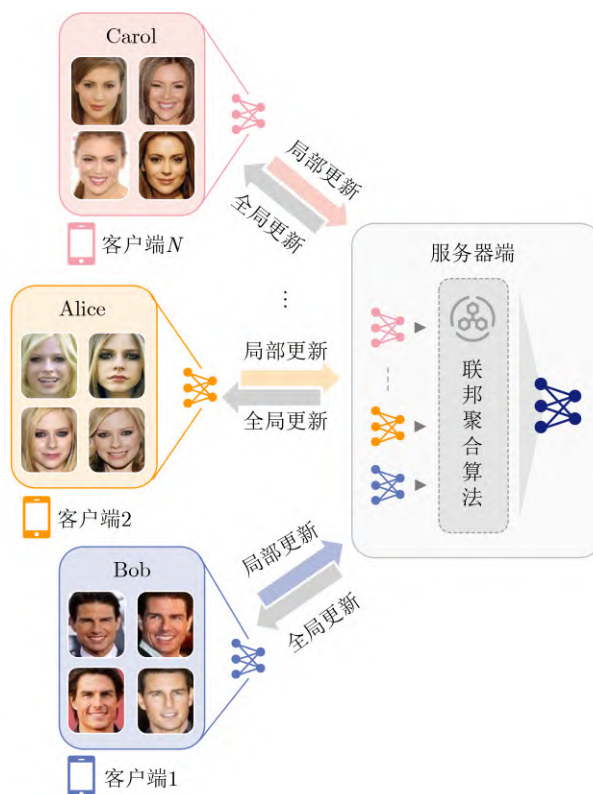 Carol
局部更新
全局更新
客户端N
服务器端
Alice
局部更新
全局更新
联邦聚合算法
客户端2
Bob
局部更新
全局更新
客户端1